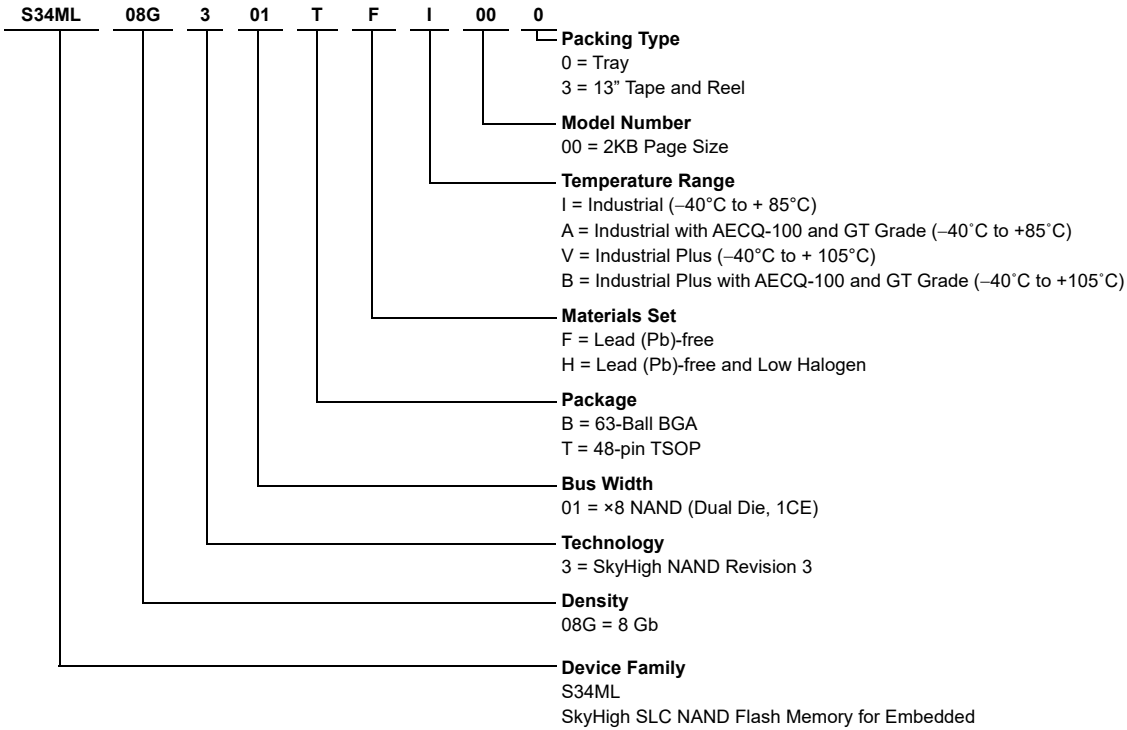 S34ML 08G 3 01 T F I 00 0
Packing Type
0 = Tray
3 = 13” Tape and Reel
Model Number
00 = 2KB Page Size
Temperature Range
I = Industrial (–40°C to + 85°C)
A = Industrial with AECQ-100 and GT Grade (–40˚C to +85˚C)
V = Industrial Plus (–40°C to + 105°C)
B = Industrial Plus with AECQ-100 and GT Grade (–40˚C to +105˚C)
Materials Set
F = Lead (Pb)-free
H = Lead (Pb)-free and Low Halogen
Package
B = 63-Ball BGA
T = 48-pin TSOP
Bus Width
01 = ×8 NAND (Dual Die, 1CE)
Technology
3 = SkyHigh NAND Revision 3
Density
08G = 8 Gb
Device Family
S34ML
SkyHigh SLC NAND Flash Memory for Embedded